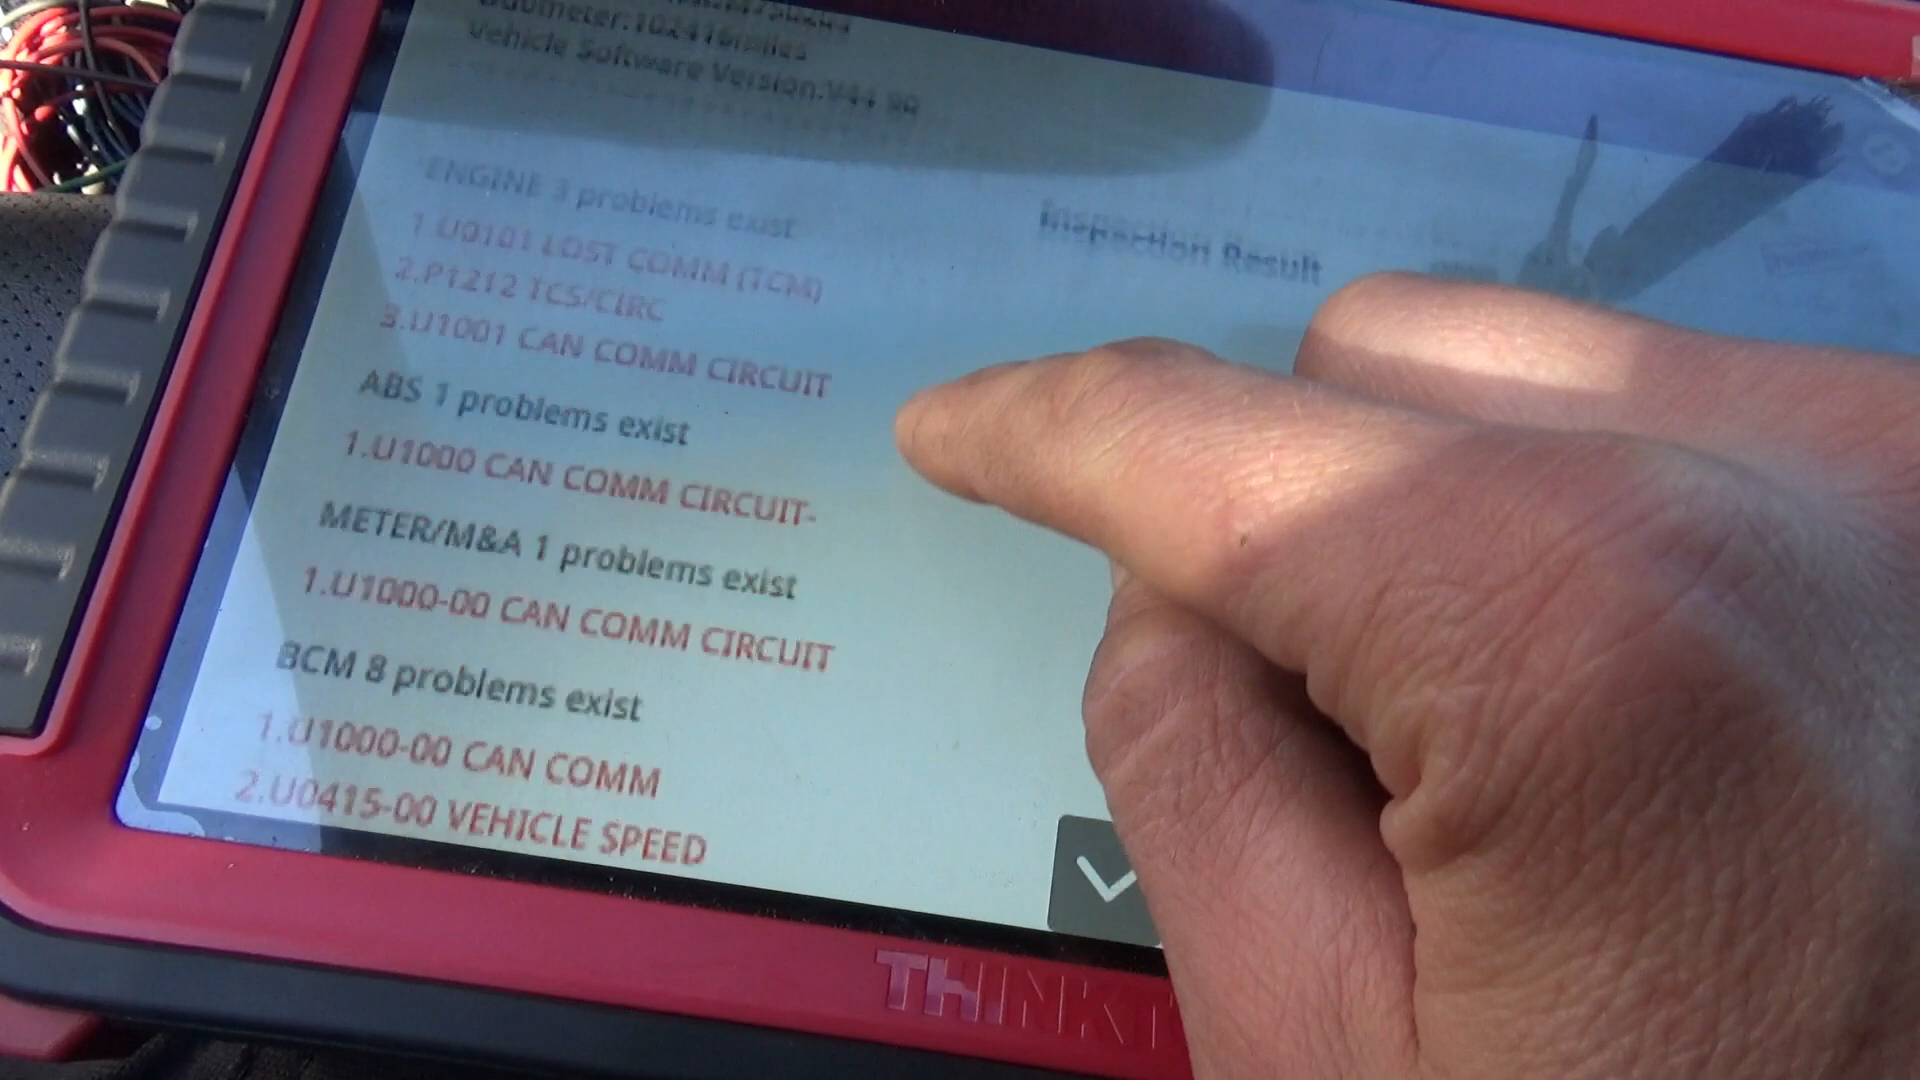 Odometer:102416miles
Vehicle Software Version:V44.90
ENGINE 3 problems exist
1.U0101 LOST COMM (TCM)
2.P1212 TCS/CIRC
3.U1001 CAN COMM CIRCUIT
Inspection Result
ABS 1 problems exist
1.U1000 CAN COMM CIRCUIT-
METER/M&A 1 problems exist
1.U1000-00 CAN COMM CIRCUIT
BCM 8 problems exist
1.U1000-00 CAN COMM
2.U0415-00 VEHICLE SPEED
THINK